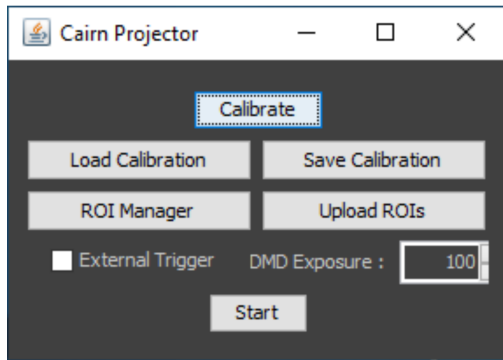 Cairn Projector
Calibrate
Load Calibration Save Calibration
ROI Manager Upload ROIs
External Trigger DMD Exposure : 100
Start